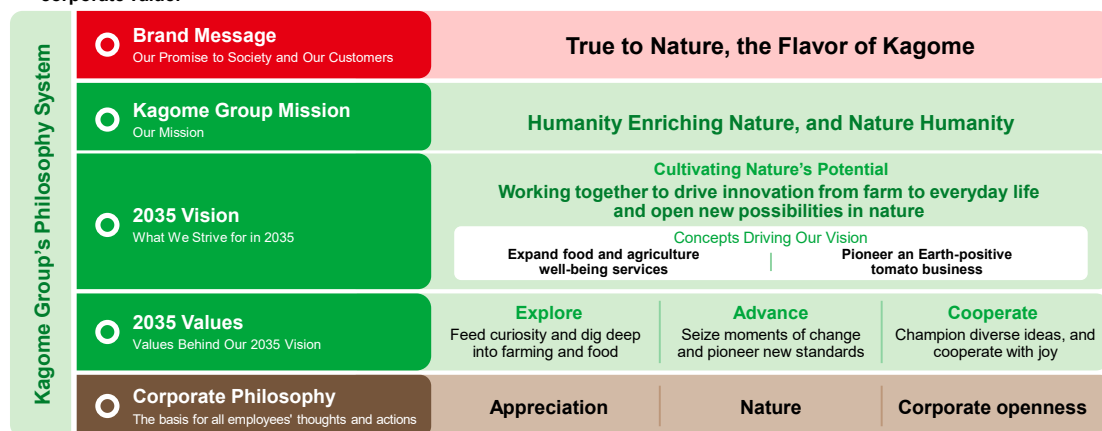 corporate value.
Kagome Group's Philosophy System
Brand Message
Our Promise to Society and Our Customers
True to Nature, the Flavor of Kagome
Kagome Group Mission
Our Mission
Humanity Enriching Nature, and Nature Humanity
2035 Vision
What We Strive for in 2035
Cultivating Nature's Potential
Working together to drive innovation from farm to everyday life
and open new possibilities in nature
Concepts Driving Our Vision
Expand food and agriculture
well-being services
Pioneer an Earth-positive
tomato business
2035 Values
Values Behind Our 2035 Vision
Explore
Feed curiosity and dig deep
into farming and food
Advance
Seize moments of change
and pioneer new standards
Cooperate
Champion diverse ideas, and
cooperate with joy
Corporate Philosophy
The basis for all employees' thoughts and actions
Appreciation
Nature
Corporate openness